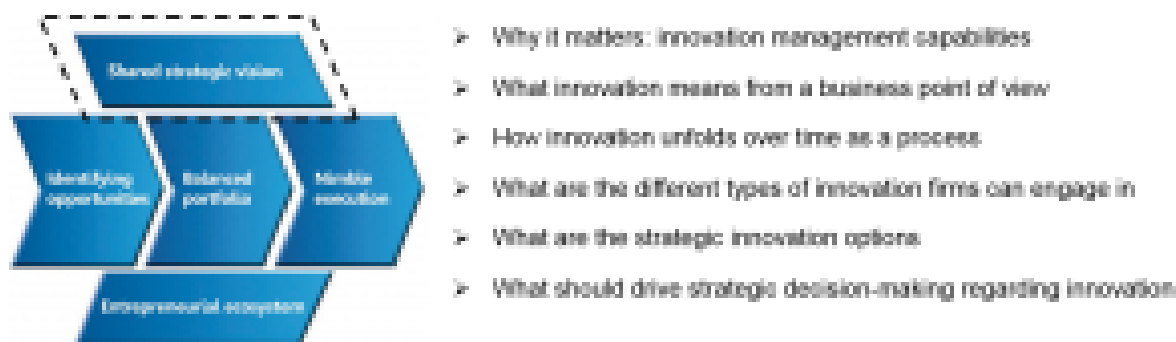 Shared strategic vision
Identifying
opportunities
Balanced
portfolio
Nimble
execution
Entrepreneurial ecosystem
Why it matters: innovation management capabilities
What innovation means from a business point of view
How innovation unfolds over time as a process
What are the different types of innovation firms can engage in
What are the strategic innovation options
What should drive strategic decision-making regarding innovation